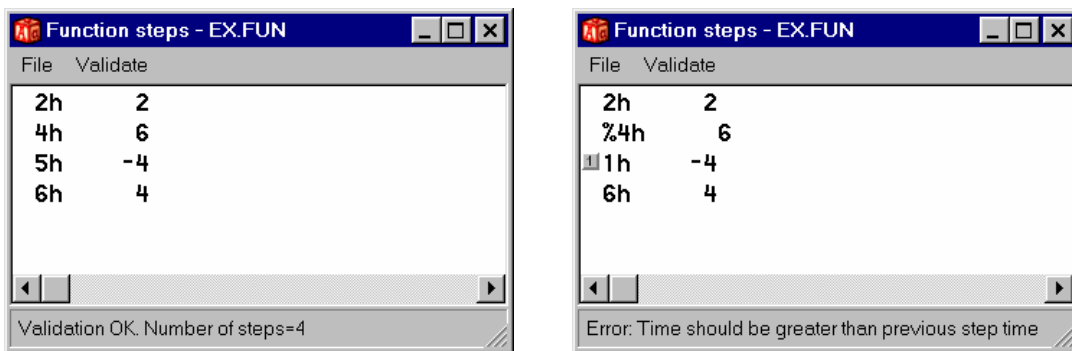 Function steps - EX.FUN
File Validate
2h 2
4h 6
5h -4
6h 4
Validation OK. Number of steps=4
Function steps - EX.FUN
File Validate
2h 2
%4h 6
1 1h -4
6h 4
Error: Time should be greater than previous step time